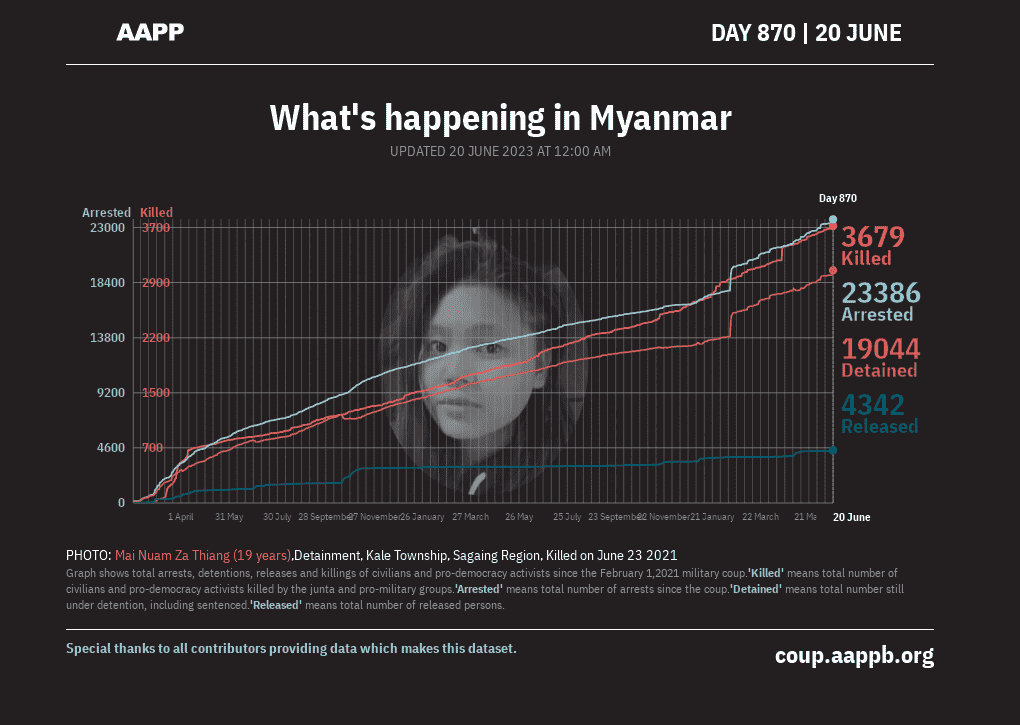 AAPP
DAY 870 | 20 JUNE
What's happening in Myanmar
UPDATED 20 JUNE 2023 AT 12:00 AM
Day 870
Arrested Killed
23000 3700
18400 2900
13800 2200
9200 1500
4600 700
0
3679
Killed
23386
Arrested
19044
Detained
4342
Released
1 April 31 May 30 July 28 September 27 November 26 January 27 March 26 May 25 July 23 September 22 November 21 January 22 March 21 Ma 20 June
PHOTO: Mai Nuam Za Thiang (19 years),Detainment, Kale Township, Sagaing Region, Killed on June 23 2021
Graph shows total arrests, detentions, releases and killings of civilians and pro-democracy activists since the February 1,2021 military coup.'Killed' means total number of
civilians and pro-democracy activists killed by the junta and pro-military groups.'Arrested' means total number of arrests since the coup.'Detained' means total number still
under detention, including sentenced.'Released' means total number of released persons.
Special thanks to all contributors providing data which makes this dataset.
coup.aappb.org